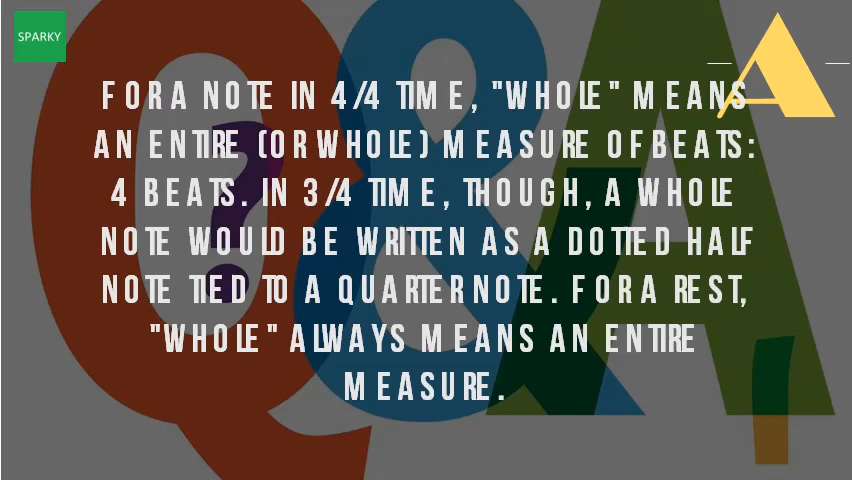 SPARKY
A
FOR A NOTE IN 4/4 TIME, "WHOLE" MEANS
AN ENTIRE (OR WHOLE) MEASURE OF BEATS:
4 BEATS. IN 3/4 TIME, THOUGH, A WHOLE
NOTE WOULD BE WRITTEN AS A DOTTED HALF
NOTE TIED TO A QUARTER NOTE. FOR A REST,
"WHOLE" ALWAYS MEANS AN ENTIRE
MEASURE.
Q&A
?
!